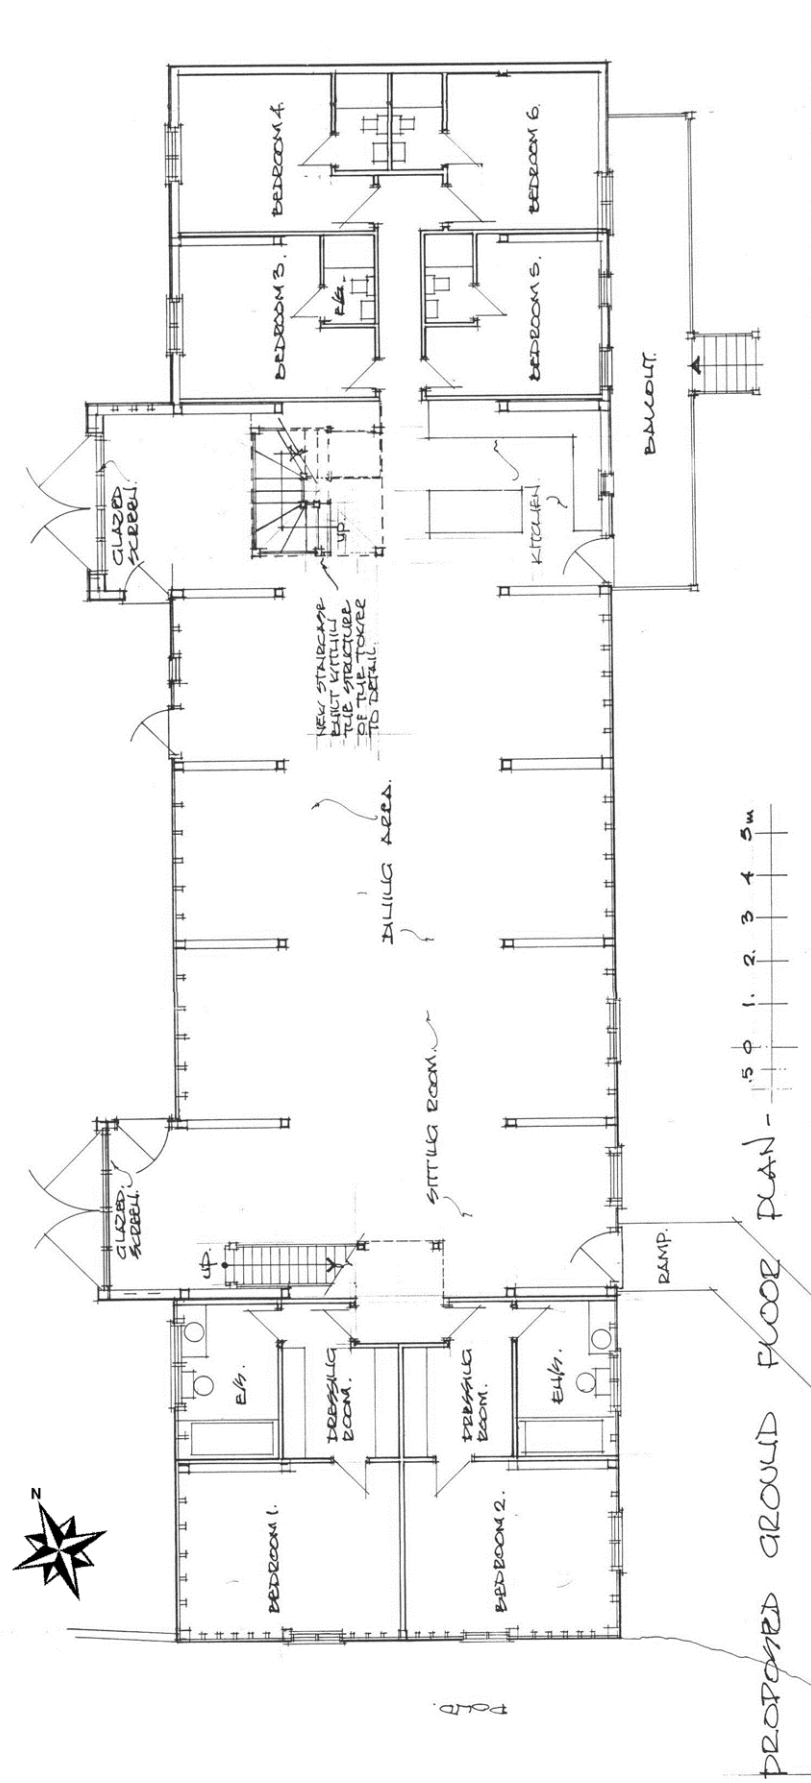 BEDROOM 4.
BEDROOM 6.
BEDROOM 3.
E/S.
BEDROOM 5.
BALCONY.
GLAZED
SCREEN.
UP.
KITCHEN.
NEW STAIRCASE
BUILT WITHIN
THE STRUCTURE
OF THE TOWER
TO DETAIL.
DINING AREA.
SITTING ROOM.
GLAZED
SCREEN.
UP.
RAMP.
E/S.
DRESSING
ROOM.
DRESSING
ROOM.
EN/S.
BEDROOM 1.
BEDROOM 2.
N
.5 0 1. 2. 3 4 5m
PROPOSED GROUND FLOOR PLAN -